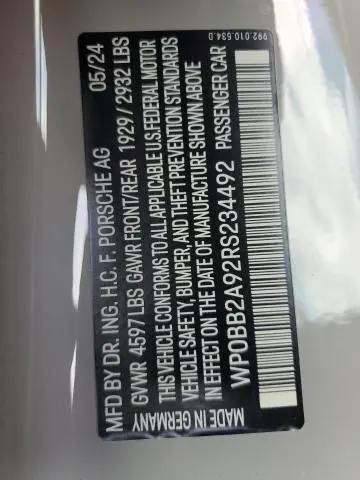 992.010.534.D
MFD BY DR. ING. H.C. F. PORSCHE AG 05/24
GVWR 4597 LBS GAWR FRONT/REAR 1929/ 2932 LBS
THIS VEHICLE CONFORMS TO ALL APPLICABLE U.S.FEDERAL MOTOR
VEHICLE SAFETY, BUMPER, AND THEFT PREVENTION STANDARDS
IN EFFECT ON THE DATE OF MANUFACTURE SHOWN ABOVE
WP0BB2A92RS234492 PASSENGER CAR
MADE IN GERMANY